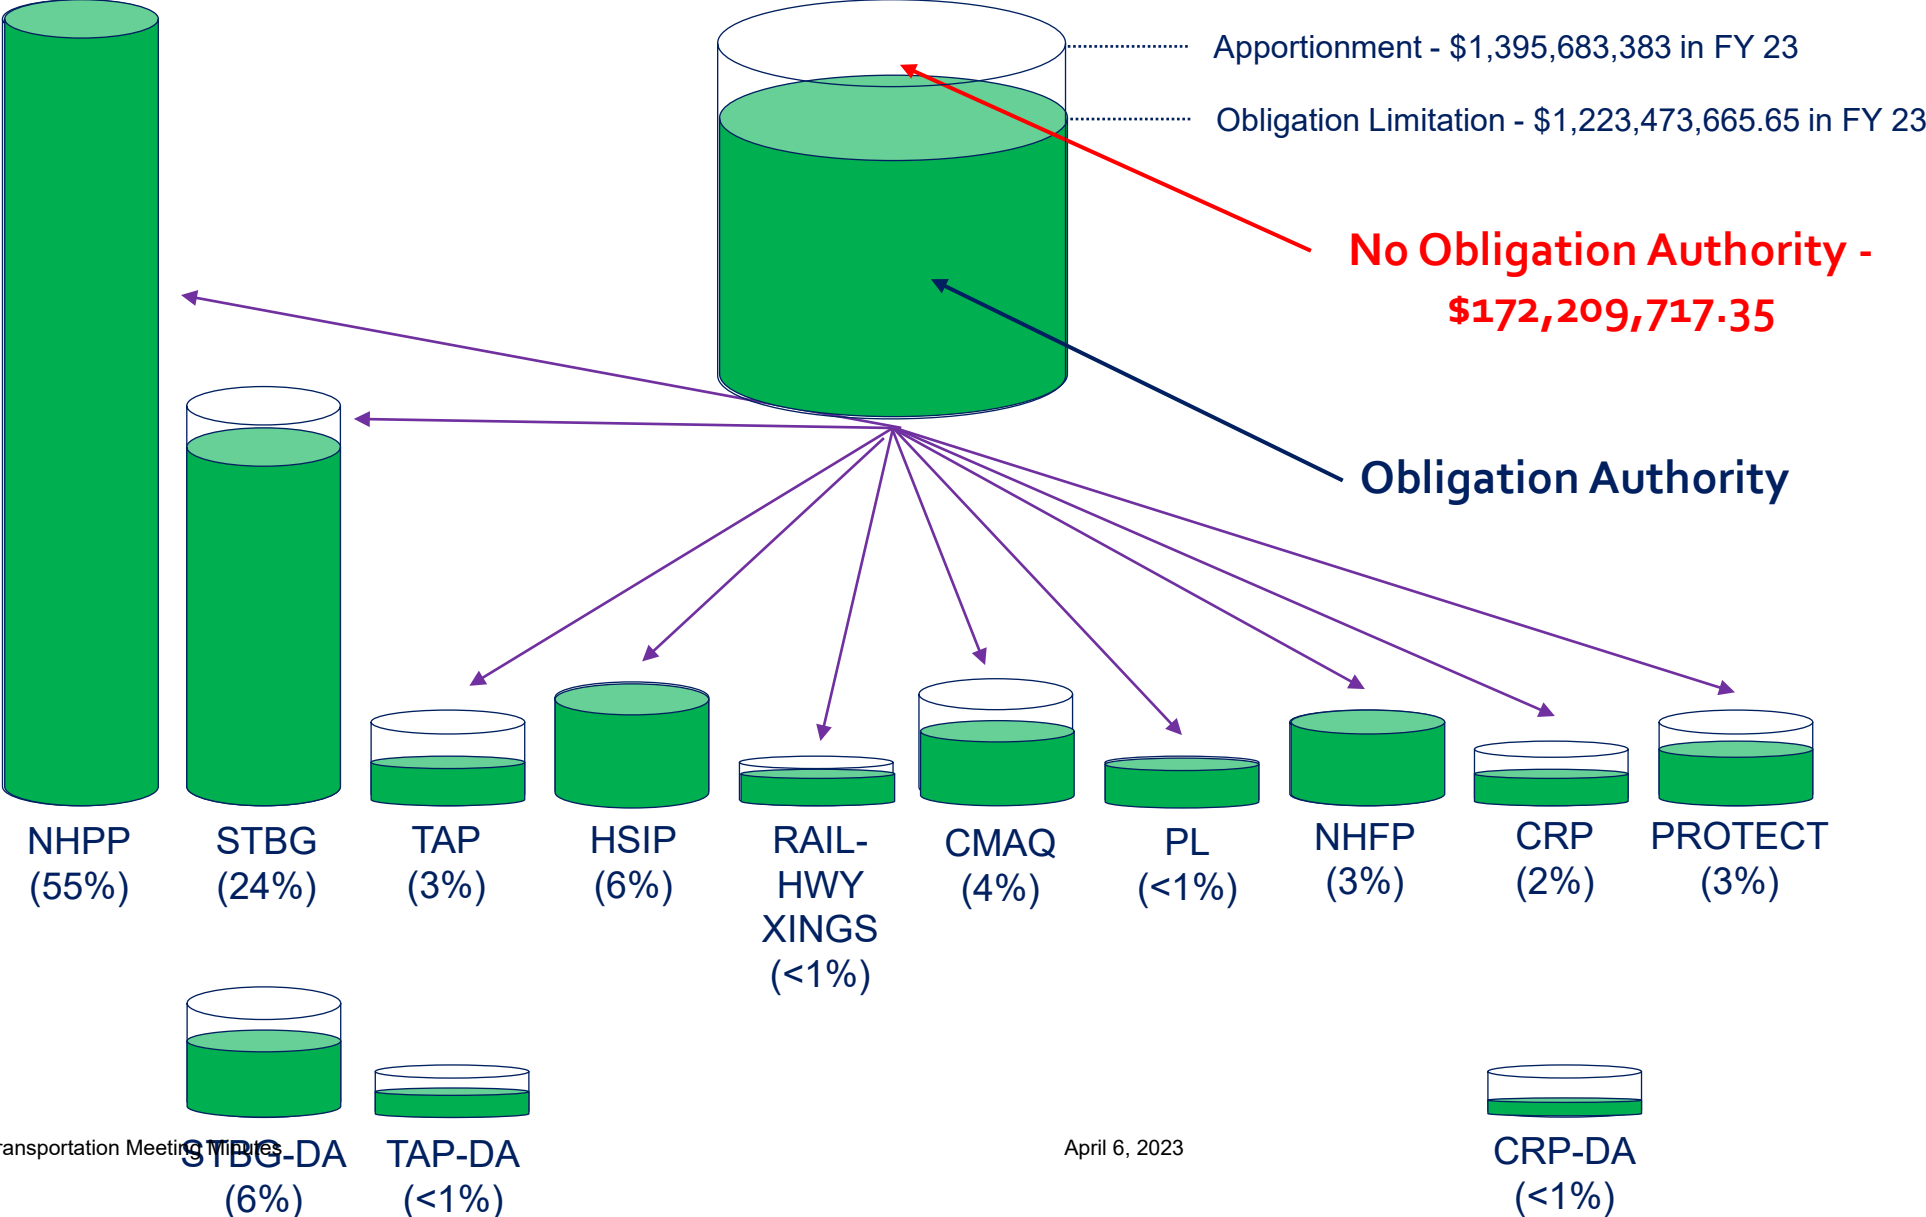 Apportionment - $1,395,683,383 in FY 23
Obligation Limitation - $1,223,473,665.65 in FY 23
No Obligation Authority -
$172,209,717.35
Obligation Authority
NHPP
(55%)
STBG
(24%)
TAP
(3%)
HSIP
(6%)
RAIL-
HWY
XINGS
(<1%)
CMAQ
(4%)
PL
(<1%)
NHFP
(3%)
CRP
(2%)
PROTECT
(3%)
ransportation Meeting Minutes
April 6, 2023
STBG-DA
(6%)
TAP-DA
(<1%)
CRP-DA
(<1%)